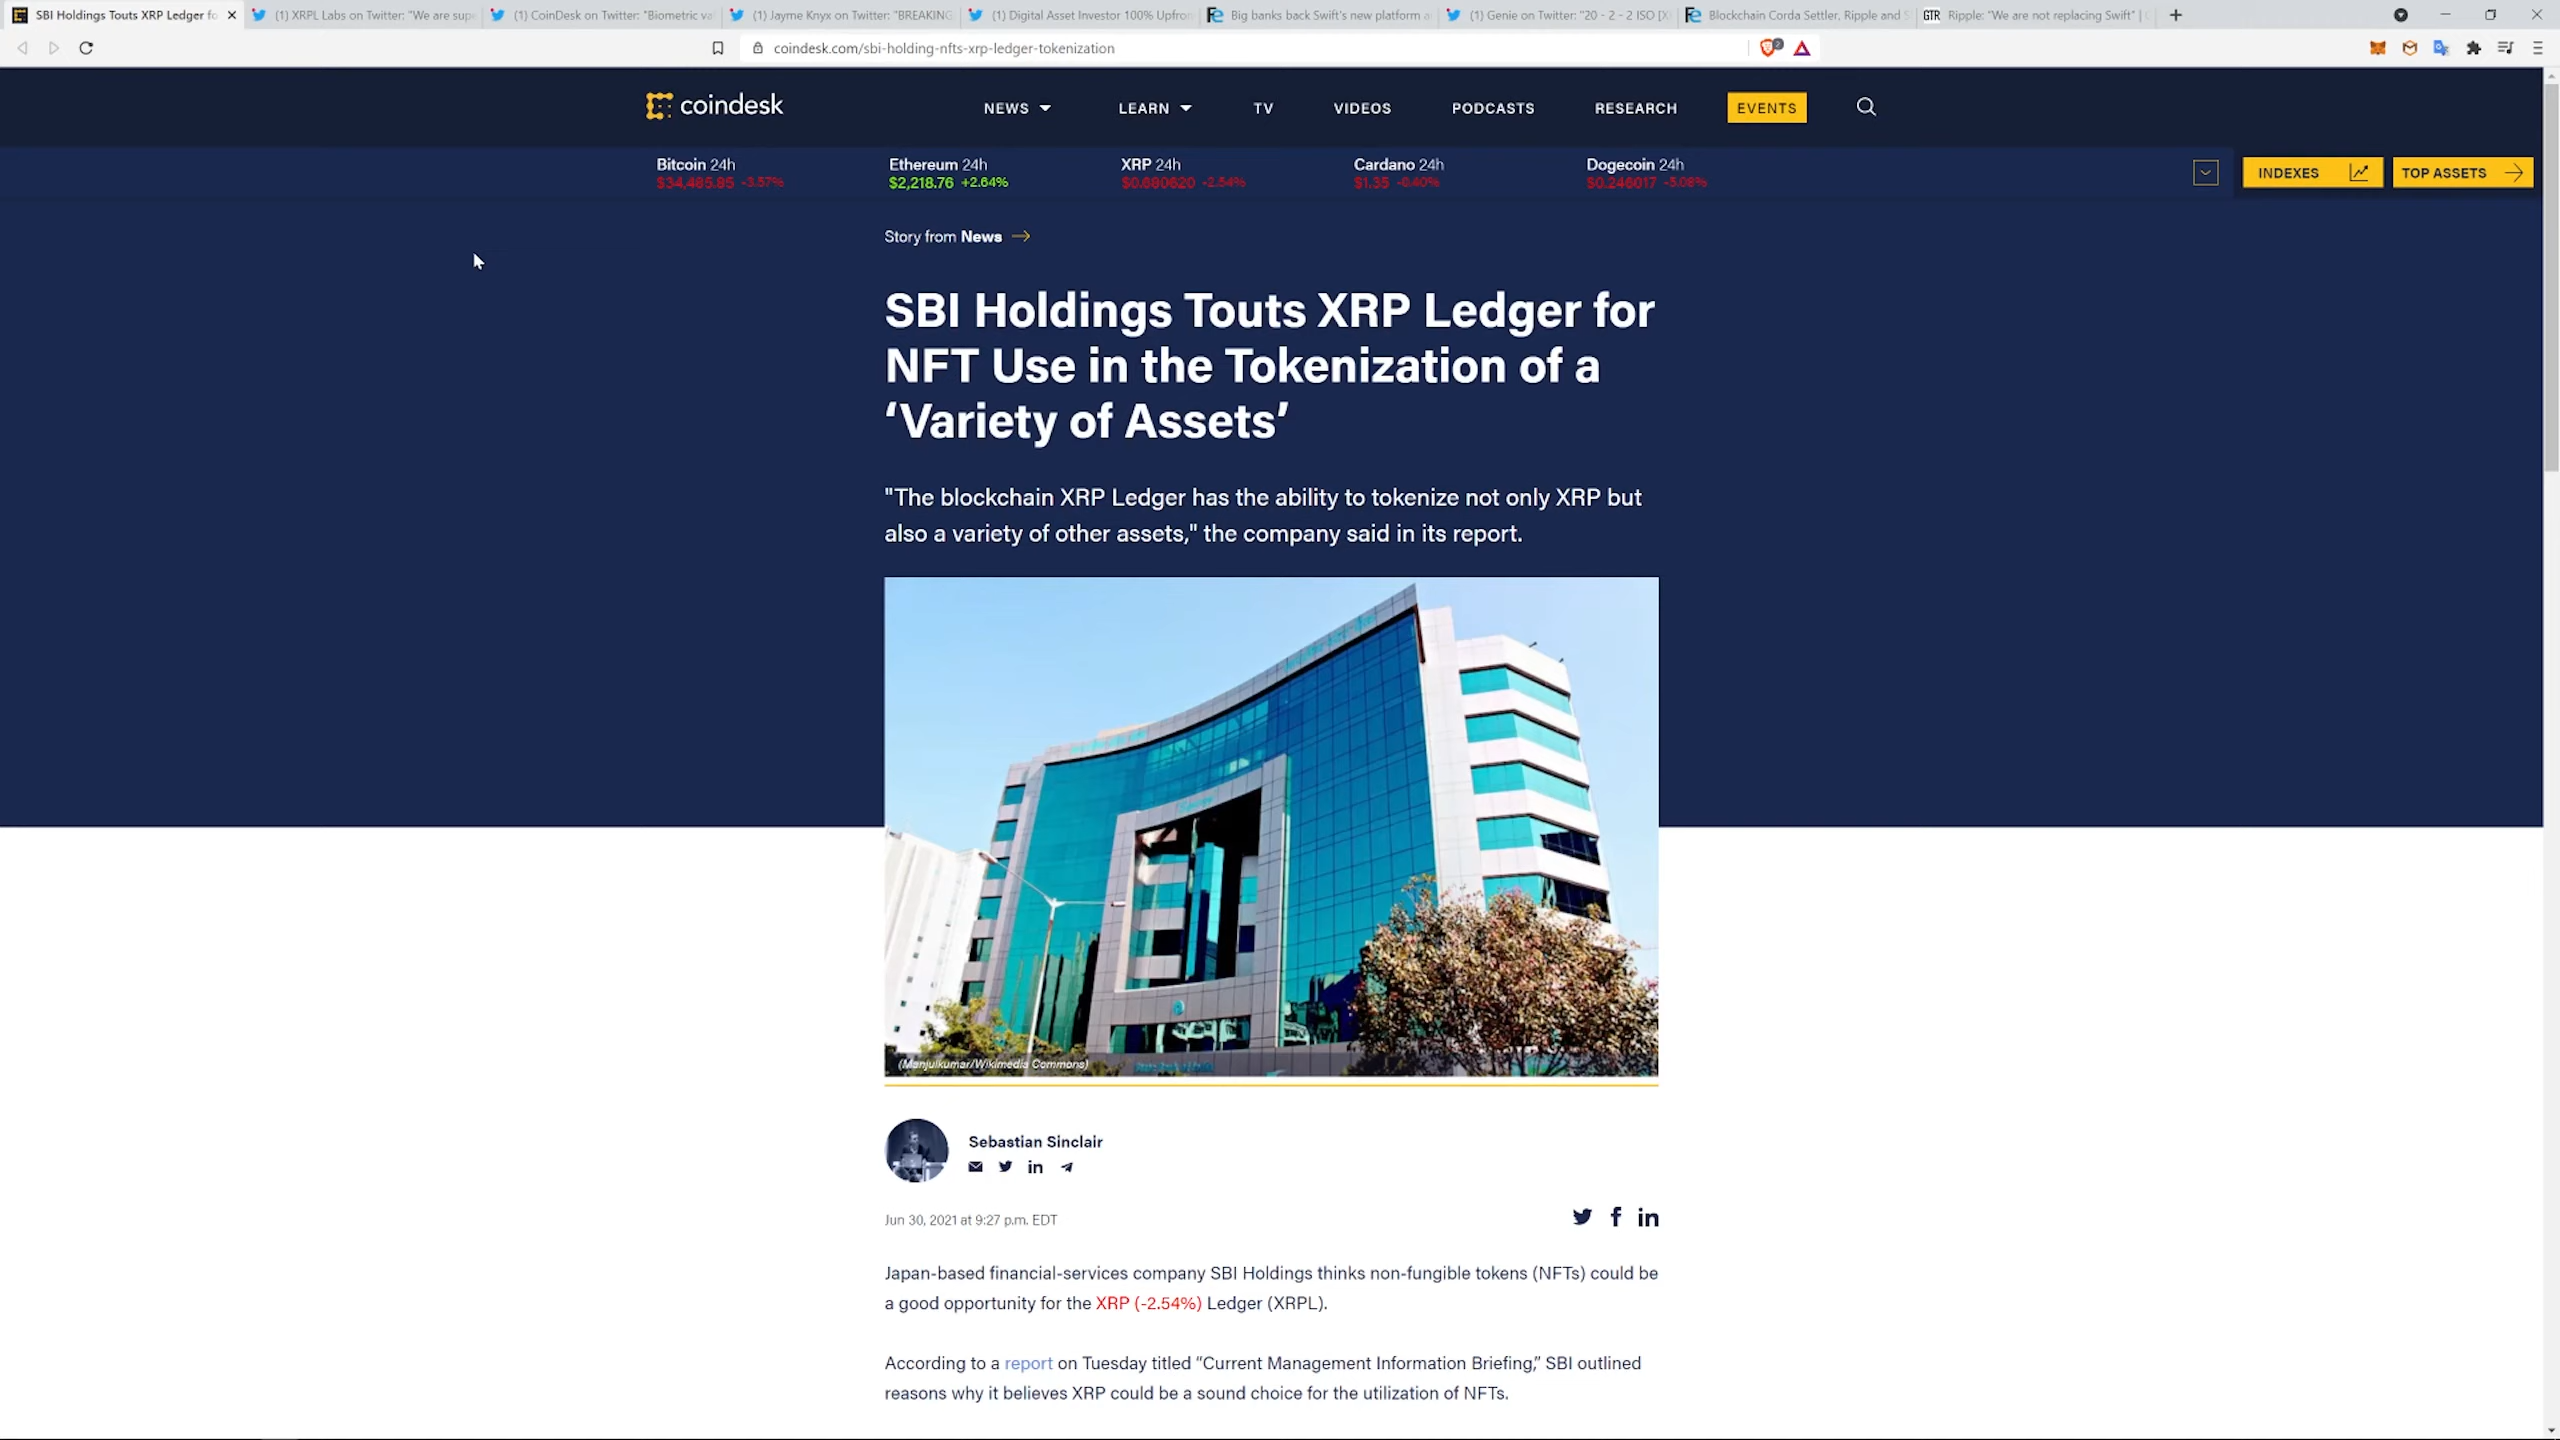 SBI Holdings Touts XRP Ledger fo
(1) XRPL Labs on Twitter: "We are supe
(1) CoinDesk on Twitter: "Biometric va
(1) Jayme Knyx on Twitter: "BREAKING
(1) Digital Asset Investor 100% Upfron
Big banks back Swift's new platform a
(1) Genie on Twitter: "20 - 2 - 2 ISO [X
Blockchain Corda Settler, Ripple and S
GTR Ripple: "We are not replacing Swift" |
coindesk.com/sbi-holding-nfts-xrp-ledger-tokenization
2
coindesk
NEWS
LEARN
TV
VIDEOS
PODCASTS
RESEARCH
EVENTS
Bitcoin 24h
$34,485.85 -3.57%
Ethereum 24h
$2,218.76 +2.64%
XRP 24h
$0.680620 -2.54%
Cardano 24h
$1.35 -0.40%
Dogecoin 24h
$0.246017 -5.08%
INDEXES
TOP ASSETS
Story from News
SBI Holdings Touts XRP Ledger for
NFT Use in the Tokenization of a
‘Variety of Assets’
"The blockchain XRP Ledger has the ability to tokenize not only XRP but
also a variety of other assets," the company said in its report.
(Manjulkumar/Wikimedia Commons)
Sebastian Sinclair
Jun 30, 2021 at 9:27 p.m. EDT
Japan-based financial-services company SBI Holdings thinks non-fungible tokens (NFTs) could be
a good opportunity for the XRP (-2.54%) Ledger (XRPL).
According to a report on Tuesday titled “Current Management Information Briefing,” SBI outlined
reasons why it believes XRP could be a sound choice for the utilization of NFTs.